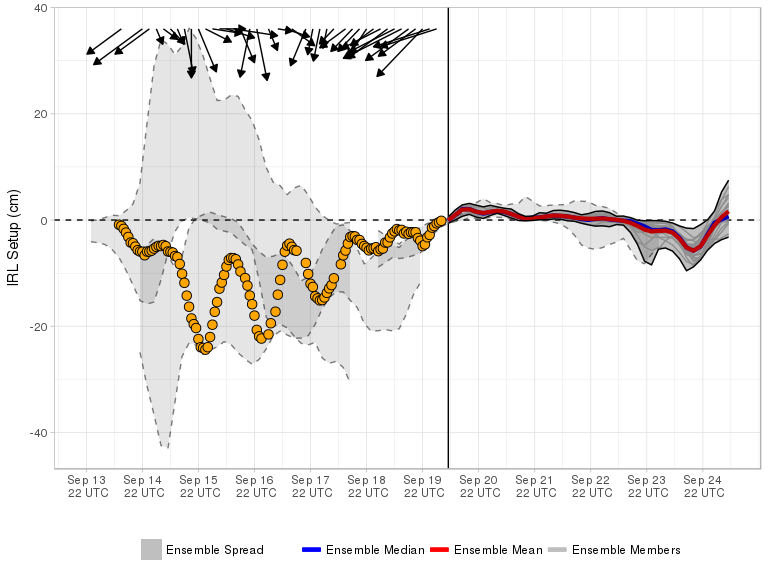 40
20
0
-20
-40
IRL Setup (cm)
Sep 13 Sep 14 Sep 15 Sep 16 Sep 17 Sep 18 Sep 19 Sep 20 Sep 21 Sep 22 Sep 23 Sep 24
22 UTC 22 UTC 22 UTC 22 UTC 22 UTC 22 UTC 22 UTC 22 UTC 22 UTC 22 UTC 22 UTC 22 UTC
Ensemble Spread Ensemble Median Ensemble Mean Ensemble Members